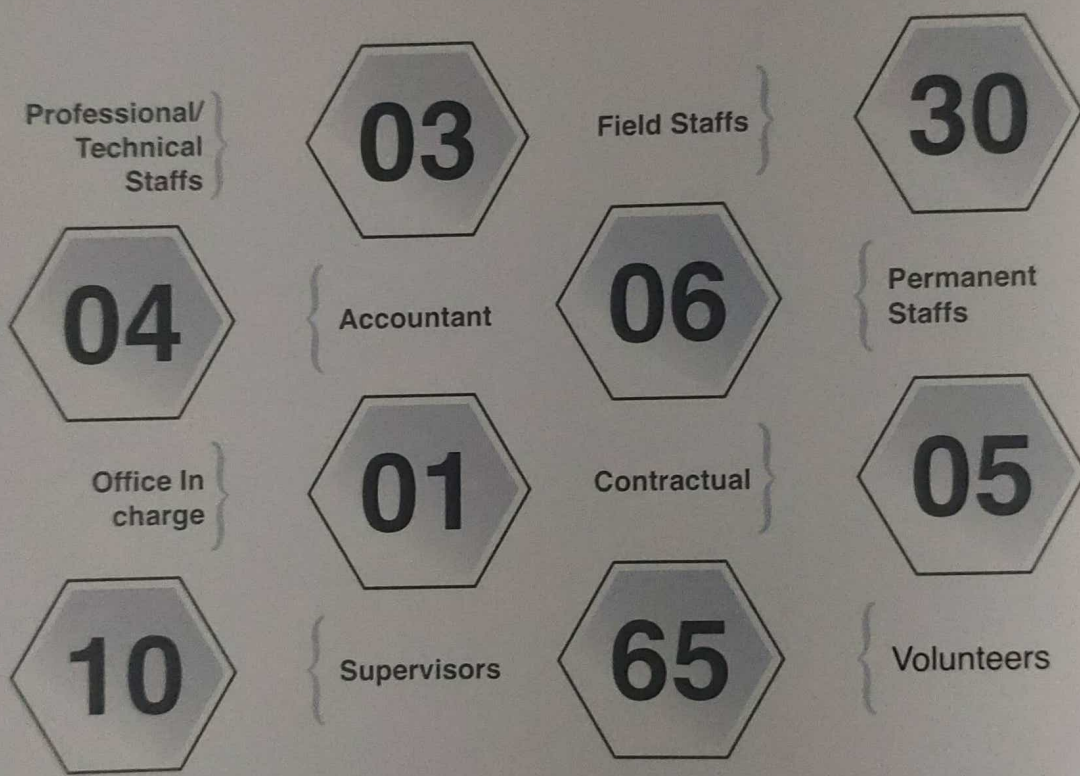 Professional/
Technical
Staffs
03
Field Staffs
30
04
Accountant
06
Permanent
Staffs
Office In
charge
01
Contractual
05
10
Supervisors
65
Volunteers